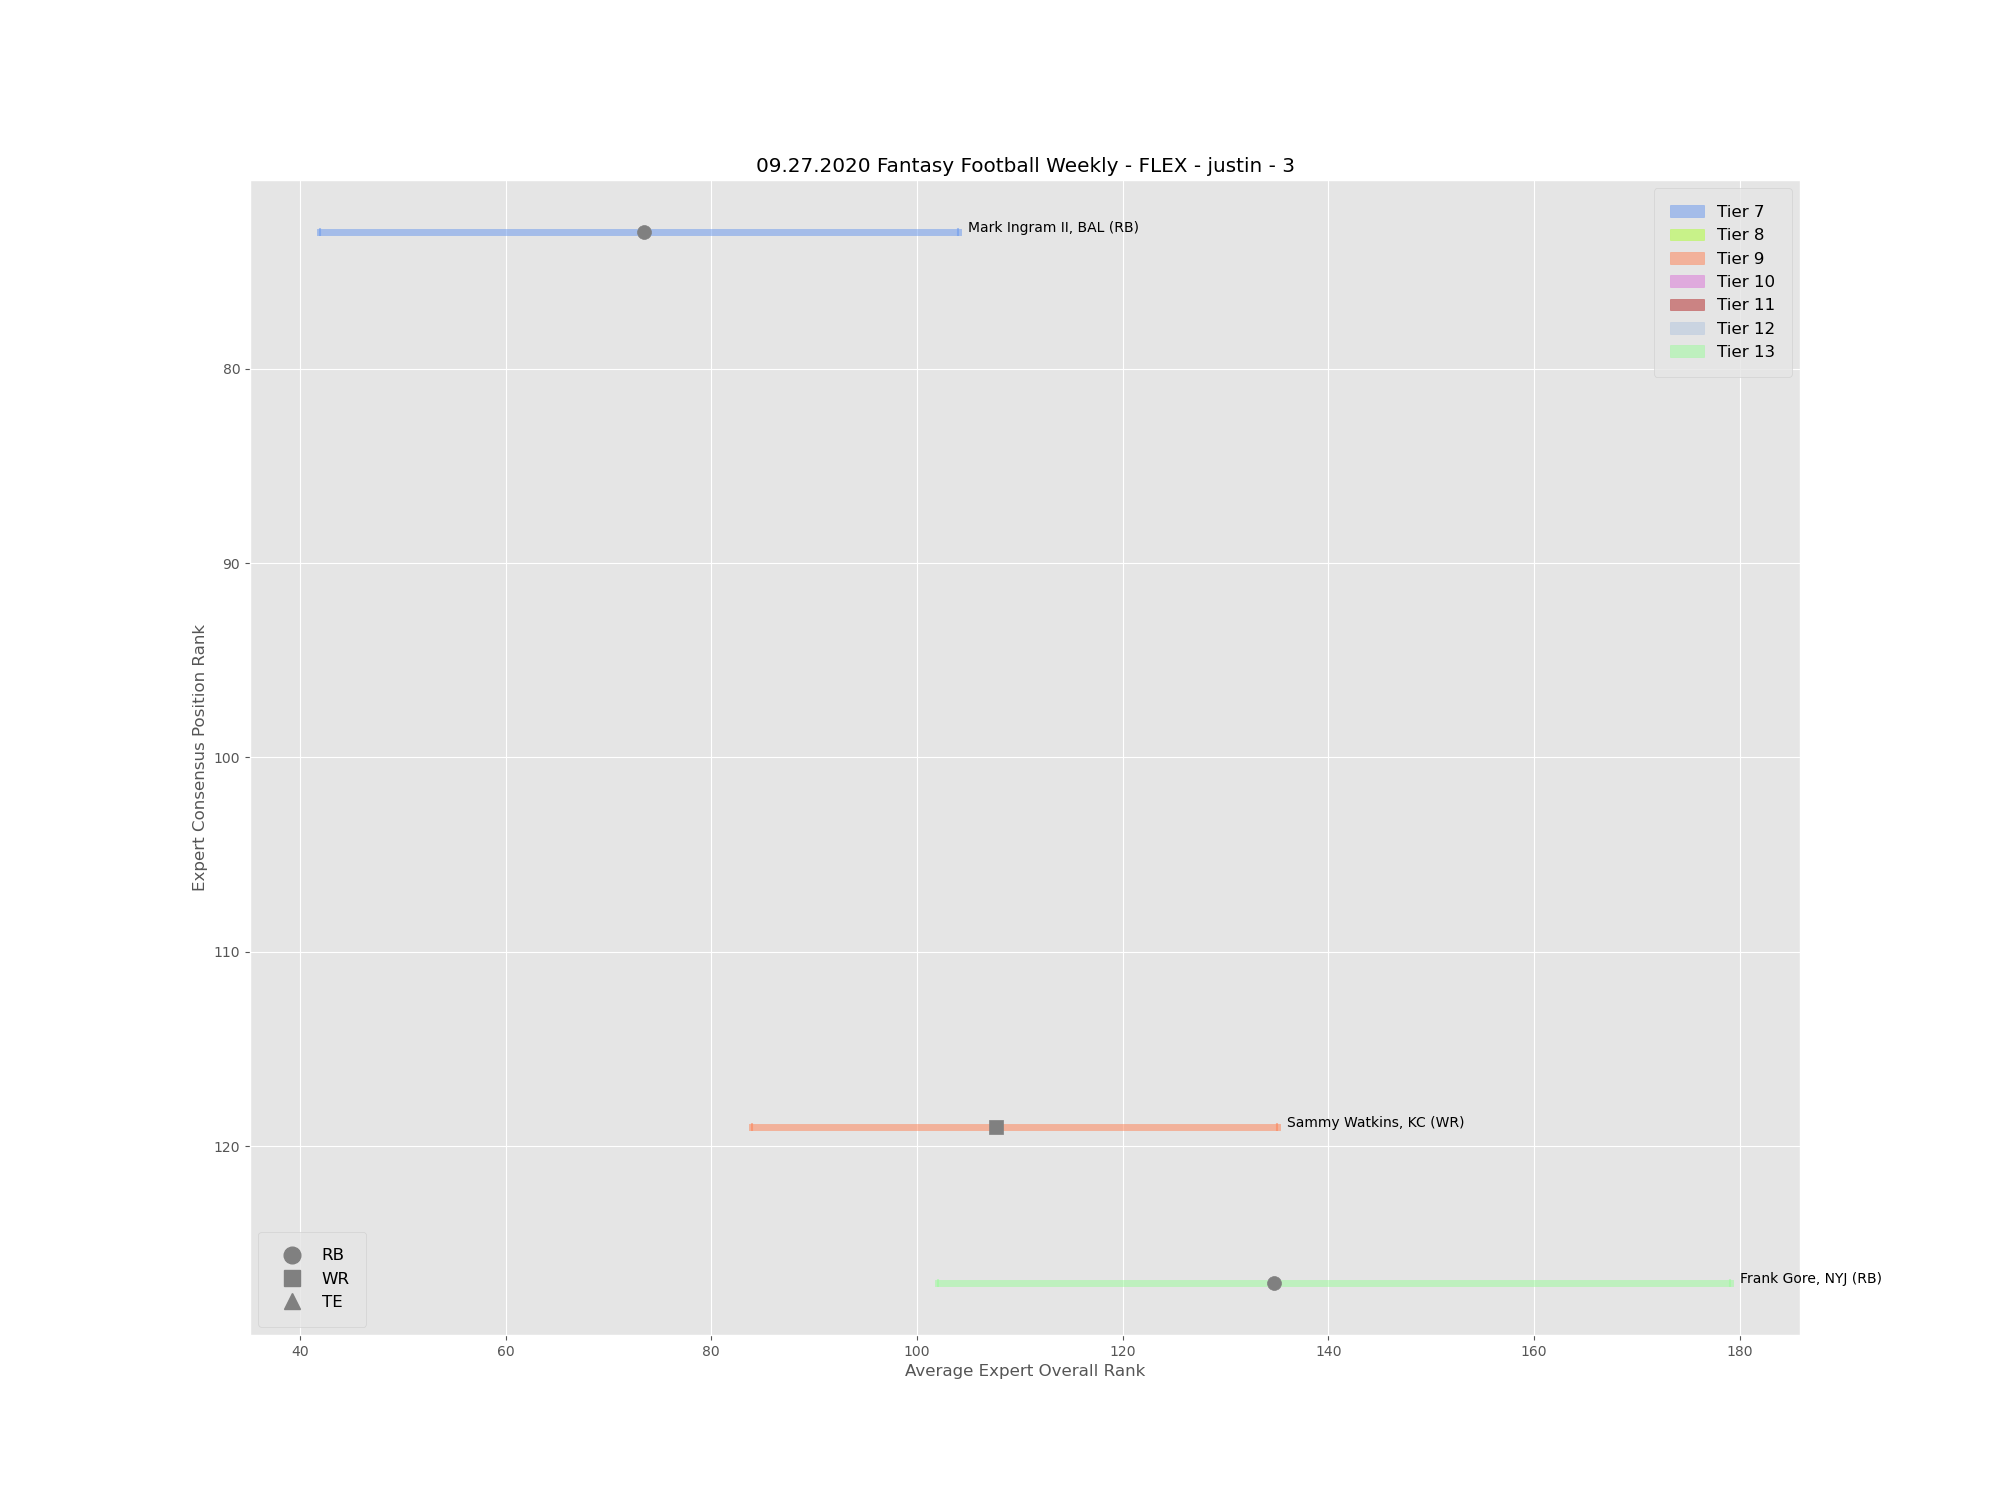 09.27.2020 Fantasy Football Weekly - FLEX - justin - 3
Mark Ingram II, BAL (RB)
Tier 7
Tier 8
Tier 9
Tier 10
Tier 11
Tier 12
Tier 13
80
90
100
110
120
Expert Consensus Position Rank
Sammy Watkins, KC (WR)
Frank Gore, NYJ (RB)
RB
WR
TE
40 60 80 100 120 140 160 180
Average Expert Overall Rank